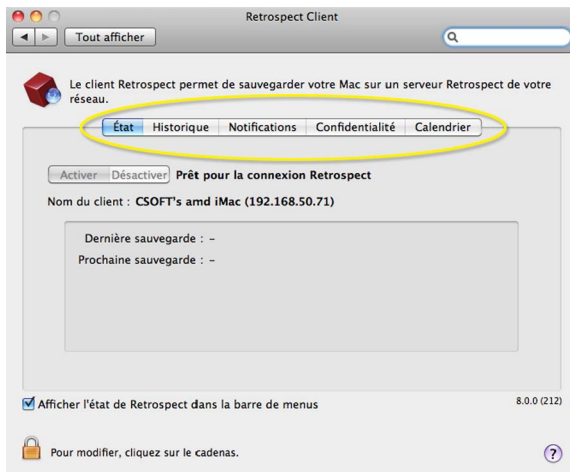 Retrospect Client
Tout afficher
Le client Retrospect permet de sauvegarder votre Mac sur un serveur Retrospect de votre
réseau.
État Historique Notifications Confidentialité Calendrier
Activer Désactiver Prêt pour la connexion Retrospect
Nom du client : CSOFT's amd iMac (192.168.50.71)
Dernière sauvegarde : –
Prochaine sauvegarde : –
Afficher l'état de Retrospect dans la barre de menus
8.0.0 (212)
Pour modifier, cliquez sur le cadenas.
?